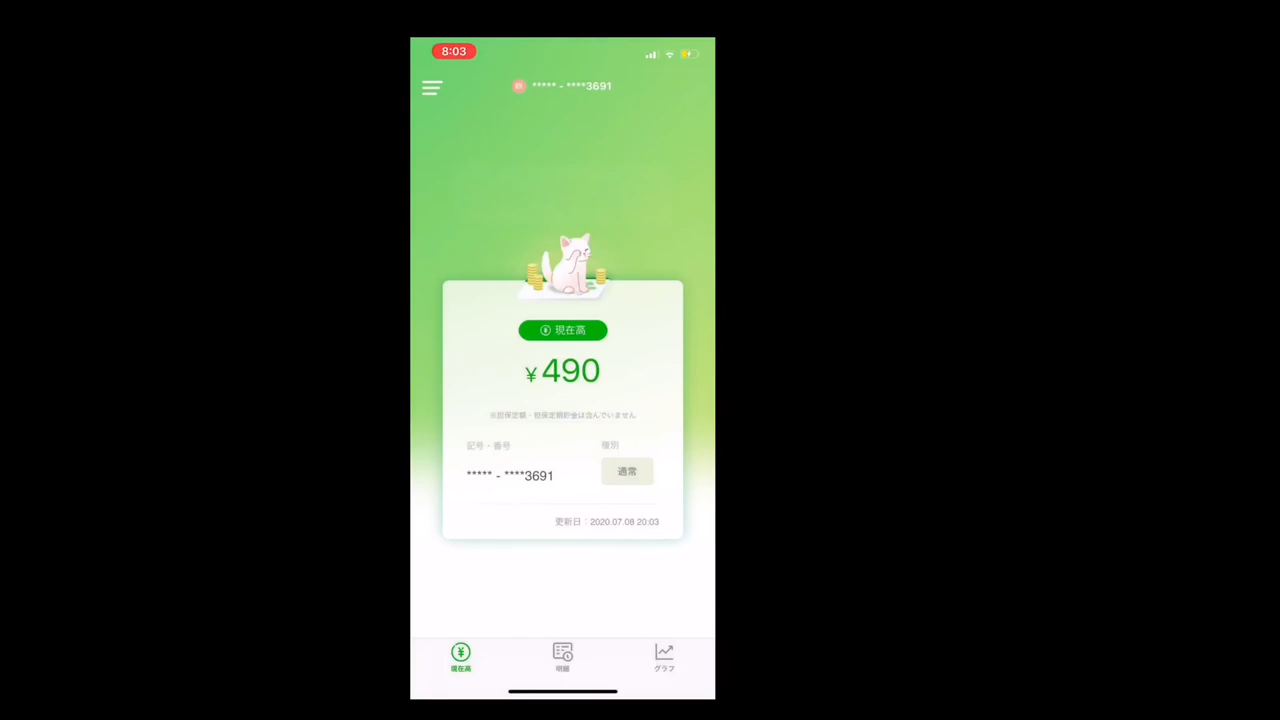 8:03
***** - ****3691
現在高
¥490
※担保定額・担保定期貯金は含んでいません
記号・番号
種別
***** - ****3691
通常
更新日：2020.07.08 20:03
現在高
明細
グラフ